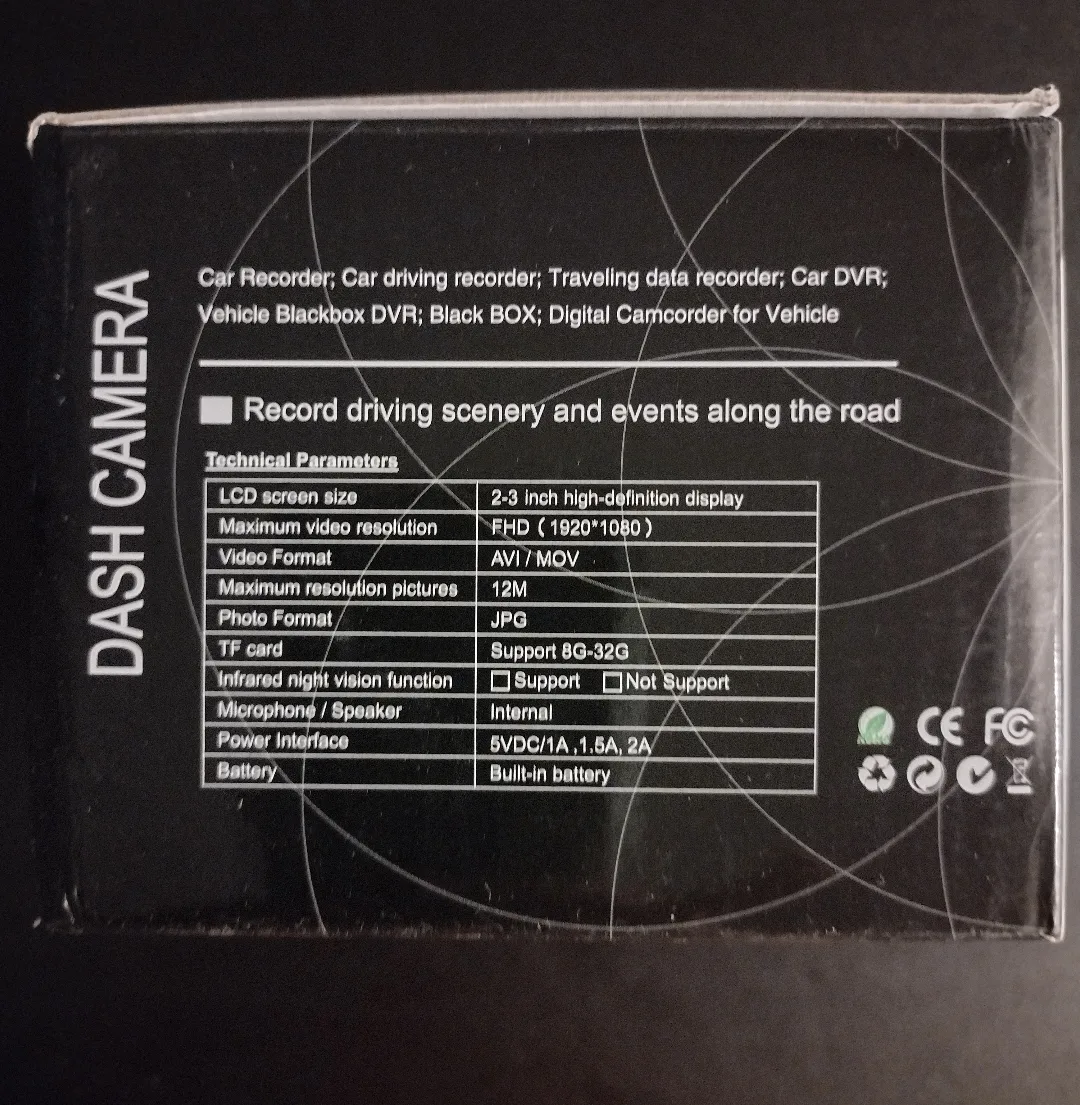 DASH CAMERA
Car Recorder; Car driving recorder; Traveling data recorder; Car DVR;
Vehicle Blackbox DVR; Black BOX; Digital Camcorder for Vehicle
Record driving scenery and events along the road
Technical Parameters
LCD screen size 2-3 inch high-definition display
Maximum video resolution FHD（1920*1080）
Video Format AVI / MOV
Maximum resolution pictures 12M
Photo Format JPG
TF card Support 8G-32G
Infrared night vision function □ Support □ Not Support
Microphone / Speaker Internal
Power Interface 5VDC/1A ,1.5A, 2A
Battery Built-in battery
CE FC